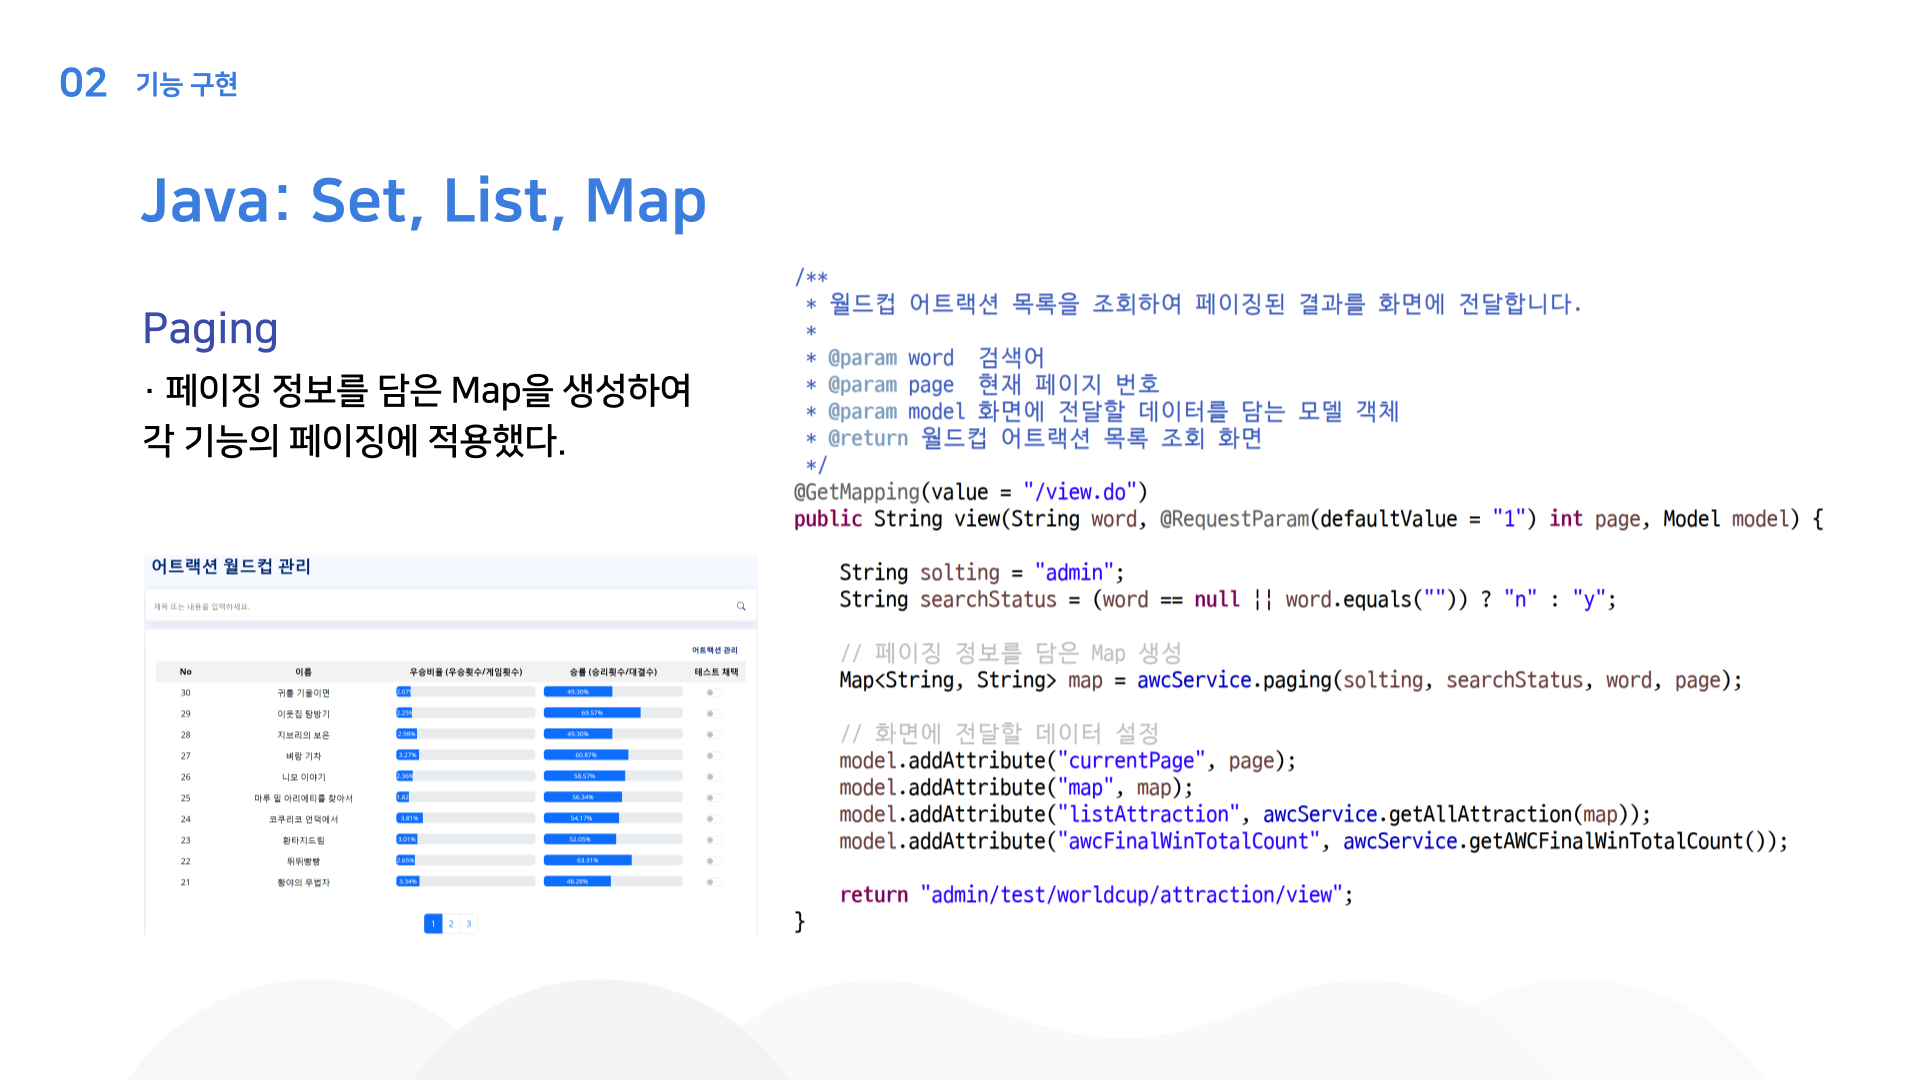 02 기능 구현
Java: Set, List, Map
Paging
· 페이징 정보를 담은 Map을 생성하여
각 기능의 페이징에 적용했다.
어트랙션 월드컵 관리
제목 또는 내용을 입력하세요.
어트랙션 관리
No 이름 우승비율 (우승횟수/게임횟수) 승률 (승리횟수/대결수) 테스트 채택
30 귀를 기울이면 2.07% 49.30%
29 이웃집 탐방기 2.25% 69.57%
28 지브리의 보은 2.98% 49.30%
27 벼랑 기차 3.27% 60.87%
26 니모 이야기 2.36% 58.57%
25 마루 밑 아리에티를 찾아서 1.82 56.34%
24 코쿠리코 언덕에서 3.81% 54.17%
23 환타지드림 3.01% 52.05%
22 뛰뛰빵빵 2.65% 63.31%
21 황야의 무법자 3.34% 48.28%
1 2 3
/**
* 월드컵 어트랙션 목록을 조회하여 페이징된 결과를 화면에 전달합니다.
*
* @param word 검색어
* @param page 현재 페이지 번호
* @param model 화면에 전달할 데이터를 담는 모델 객체
* @return 월드컵 어트랙션 목록 조회 화면
*/
@GetMapping(value = "/view.do")
public String view(String word, @RequestParam(defaultValue = "1") int page, Model model) {
String solting = "admin";
String searchStatus = (word == null || word.equals("")) ? "n" : "y";
// 페이징 정보를 담은 Map 생성
Map<String, String> map = awcService.paging(solting, searchStatus, word, page);
// 화면에 전달할 데이터 설정
model.addAttribute("currentPage", page);
model.addAttribute("map", map);
model.addAttribute("listAttraction", awcService.getAllAttraction(map));
model.addAttribute("awcFinalWinTotalCount", awcService.getAWCFinalWinTotalCount());
return "admin/test/worldcup/attraction/view";
}